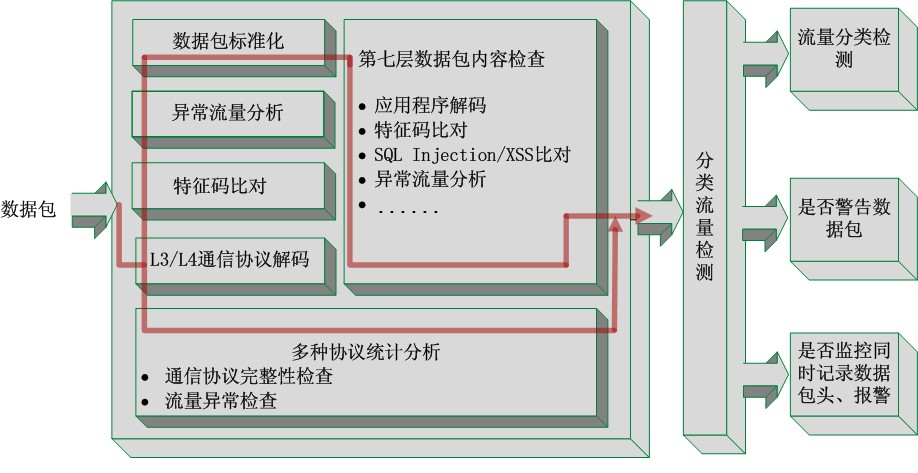 数据包
数据包标准化
异常流量分析
特征码比对
L3/L4通信协议解码
第七层数据包内容检查
● 应用程序解码
● 特征码比对
● SQL Injection/XSS比对
● 异常流量分析
● ......
多种协议统计分析
● 通信协议完整性检查
● 流量异常检查
分类流量检测
流量分类检
测
是否警告数
据包
是否监控同
时记录数据
包头、报警